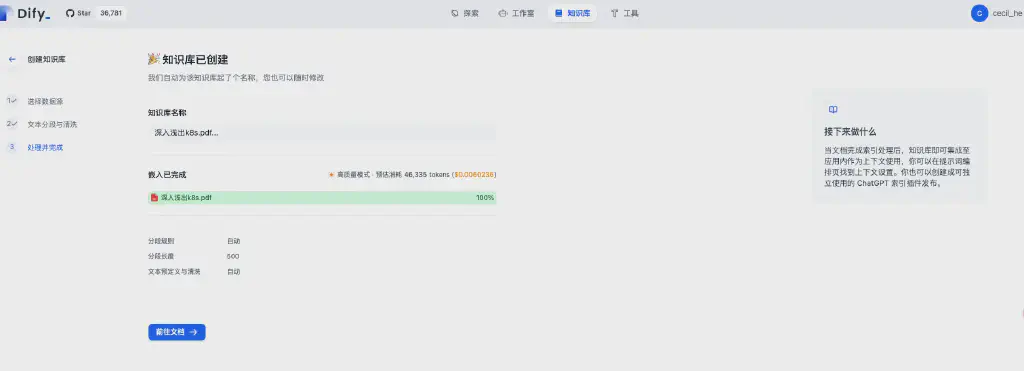 Dify_
Star 36,781
探索
工作室
知识库
工具
C
cecil_he
创建知识库
1 选择数据源
2 文本分段与清洗
3 处理并完成
🎉 知识库已创建
我们自动为该知识库起了个名称，您也可以随时修改
知识库名称
深入浅出k8s.pdf...
嵌入已完成
高质量模式 · 预估消耗 46,335 tokens ($0.0060236)
深入浅出k8s.pdf 100%
分段规则 自动
分段长度 500
文本预定义与清洗 自动
前往文档 →
接下来做什么
当文档完成索引处理后，知识库即可集成至
应用内作为上下文使用，你可以在提示词编
排页找到上下文设置。你也可以创建成可独
立使用的 ChatGPT 索引插件发布。